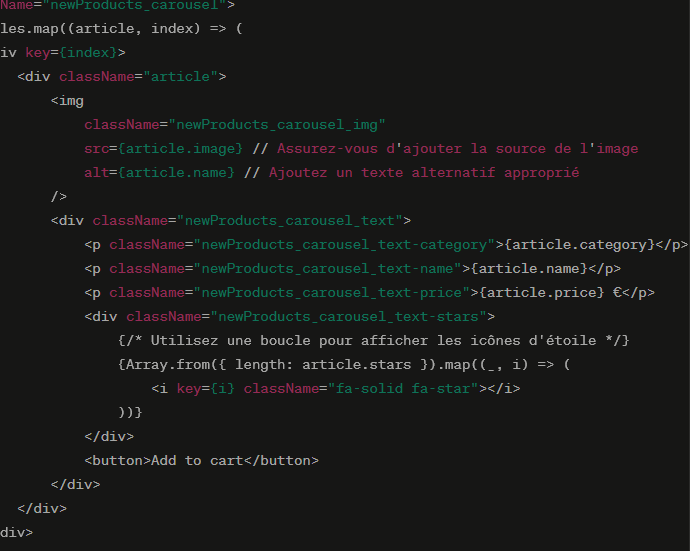 Name="newProducts_carousel">
les.map((article, index) => (
iv key={index}>
<div className="article">
<img
className="newProducts_carousel_img"
src={article.image} // Assurez-vous d'ajouter la source de l'image
alt={article.name} // Ajoutez un texte alternatif approprié
/>
<div className="newProducts_carousel_text">
<p className="newProducts_carousel_text-category">{article.category}</p>
<p className="newProducts_carousel_text-name">{article.name}</p>
<p className="newProducts_carousel_text-price">{article.price} €</p>
<div className="newProducts_carousel_text-stars">
{/* Utilisez une boucle pour afficher les icônes d'étoile */}
{Array.from({ length: article.stars }).map((_, i) => (
<i key={i} className="fa-solid fa-star"></i>
))}
</div>
<button>Add to cart</button>
</div>
</div>
div>